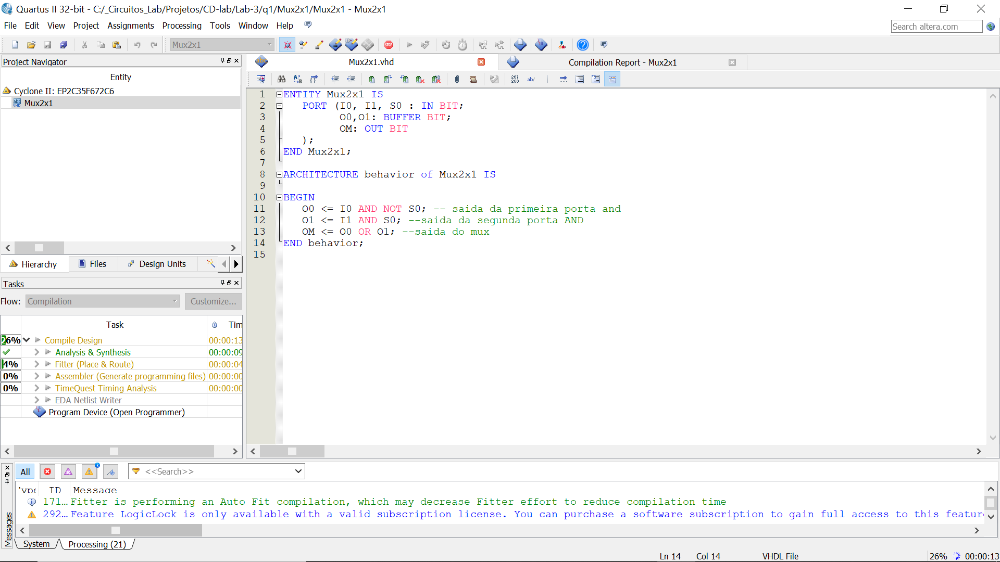 Quartus II 32-bit - C:/_Circuitos_Lab/Projetos/CD-lab/Lab-3/q1/Mux2x1/Mux2x1 - Mux2x1
File Edit View Project Assignments Processing Tools Window Help
Search altera.com
Mux2x1
STOP
Project Navigator
Entity
Cyclone II: EP2C35F672C6
Mux2x1
Hierarchy Files Design Units
Tasks
Flow: Compilation Customize...
Task Tim
26% Compile Design 00:00:13
Analysis & Synthesis 00:00:09
4% Fitter (Place & Route) 00:00:04
0% Assembler (Generate programming files) 00:00:00
0% TimeQuest Timing Analysis 00:00:00
EDA Netlist Writer
Program Device (Open Programmer)
Mux2x1.vhd Compilation Report - Mux2x1
267
268
ab/
1 ENTITY Mux2x1 IS
2 PORT (I0, I1, S0 : IN BIT;
3 O0,O1: BUFFER BIT;
4 OM: OUT BIT
5 );
6 END Mux2x1;
7
8 ARCHITECTURE behavior of Mux2x1 IS
9
10 BEGIN
11 O0 <= I0 AND NOT S0; -- saida da primeira porta and
12 O1 <= I1 AND S0; --saida da segunda porta AND
13 OM <= O0 OR O1; --saida do mux
14 END behavior;
15
All 3 <<Search>>
Type ID Message
171… Fitter is performing an Auto Fit compilation, which may decrease Fitter effort to reduce compilation time
292… Feature LogicLock is only available with a valid subscription license. You can purchase a software subscription to gain full access to this featur
Messages
System Processing (21)
Ln 14 Col 14 VHDL File 26% 00:00:13